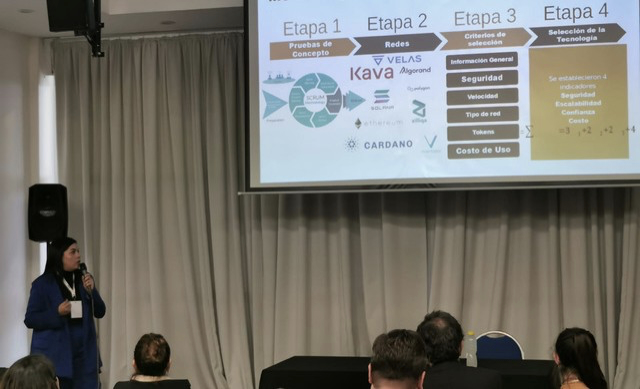 Etapa 1
Pruebas de
Concepto
Etapa 2
Redes
VELAS
Kava
Algorand
polygon
SOLANA
ethereum
Zilliqa
CARDANO
Etapa 3
Criterios de
selección
Información General
Seguridad
Velocidad
Tipo de red
Tokens
Costo de Uso
Etapa 4
Selección de la
Tecnología
Se establecieron 4
indicadores
Seguridad
Escalabilidad
Confianza
Costo